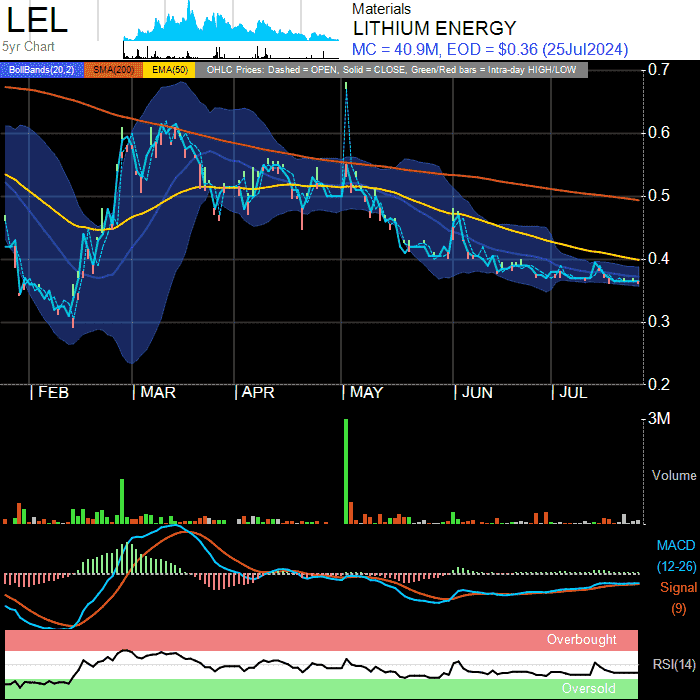 LEL
5yr Chart
Materials
LITHIUM ENERGY
MC = 40.9M, EOD = $0.36 (25Jul2024)
BollBands(20,2) SMA(200) EMA(50) OHLC Prices: Dashed = OPEN, Solid = CLOSE, Green/Red bars = Intra-day HIGH/LOW
0.7
0.6
0.5
0.4
0.3
0.2
| FEB | MAR | APR | MAY | JUN | JUL
3M
Volume
MACD
(12-26)
Signal
(9)
Overbought
RSI(14)
Oversold